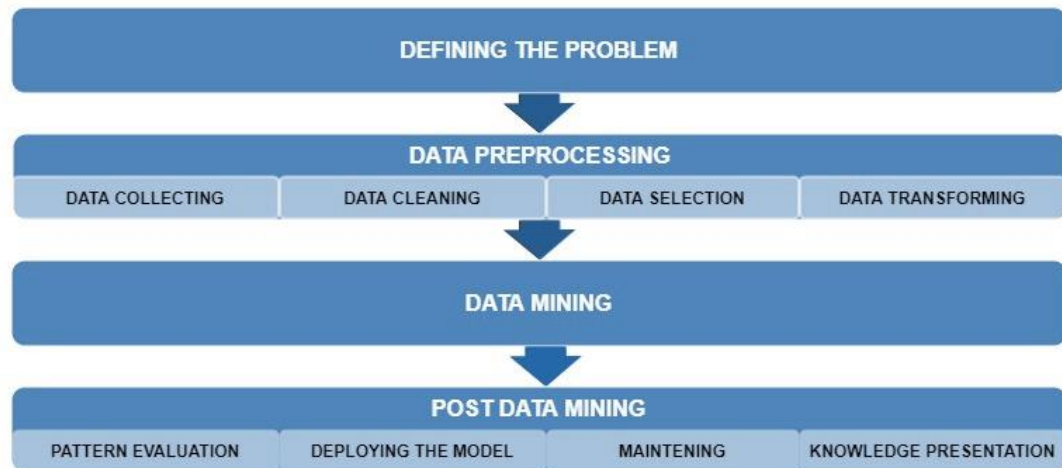 DEFINING THE PROBLEM
DATA PREPROCESSING
DATA COLLECTING
DATA CLEANING
DATA SELECTION
DATA TRANSFORMING
DATA MINING
POST DATA MINING
PATTERN EVALUATION
DEPLOYING THE MODEL
MAINTENING
KNOWLEDGE PRESENTATION